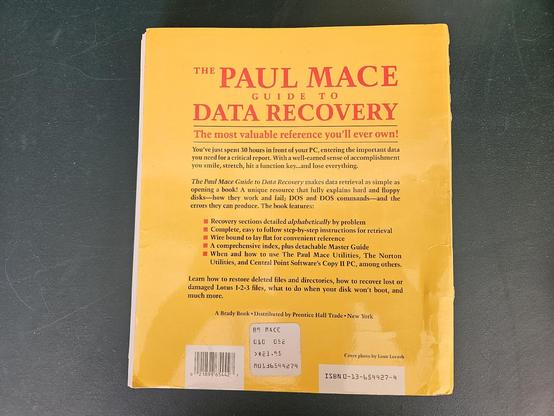 THE PAUL MACE
GUIDE TO
DATA RECOVERY
The most valuable reference you'll ever own!
You've just spent 30 hours in front of your PC, entering the important data
you need for a critical report. With a well-earned sense of accomplishment
you smile, stretch, hit a function key...and lose everything.
The Paul Mace Guide to Data Recovery makes data retrieval as simple as
opening a book! A unique resource that fully explains hard and floppy
disks—how they work and fail; DOS and DOS commands—and the
errors they can produce. The book features:
■ Recovery sections detailed alphabetically by problem
■ Complete, easy to follow step-by-step instructions for retrieval
■ Wire bound to lay flat for convenient reference
■ A comprehensive index, plus detachable Master Guide
■ When and how to use The Paul Mace Utilities, The Norton
Utilities, and Central Point Software's Copy II PC, among others.
Learn how to restore deleted files and directories, how to recover lost or
damaged Lotus 1-2-3 files, what to do when your disk won't boot, and
much more.
A Brady Book • Distributed by Prentice Hall Trade • New York
MACE
010 032
>*21.95
M0136544274
Cover photo by
ISBN 0-13-654427-4